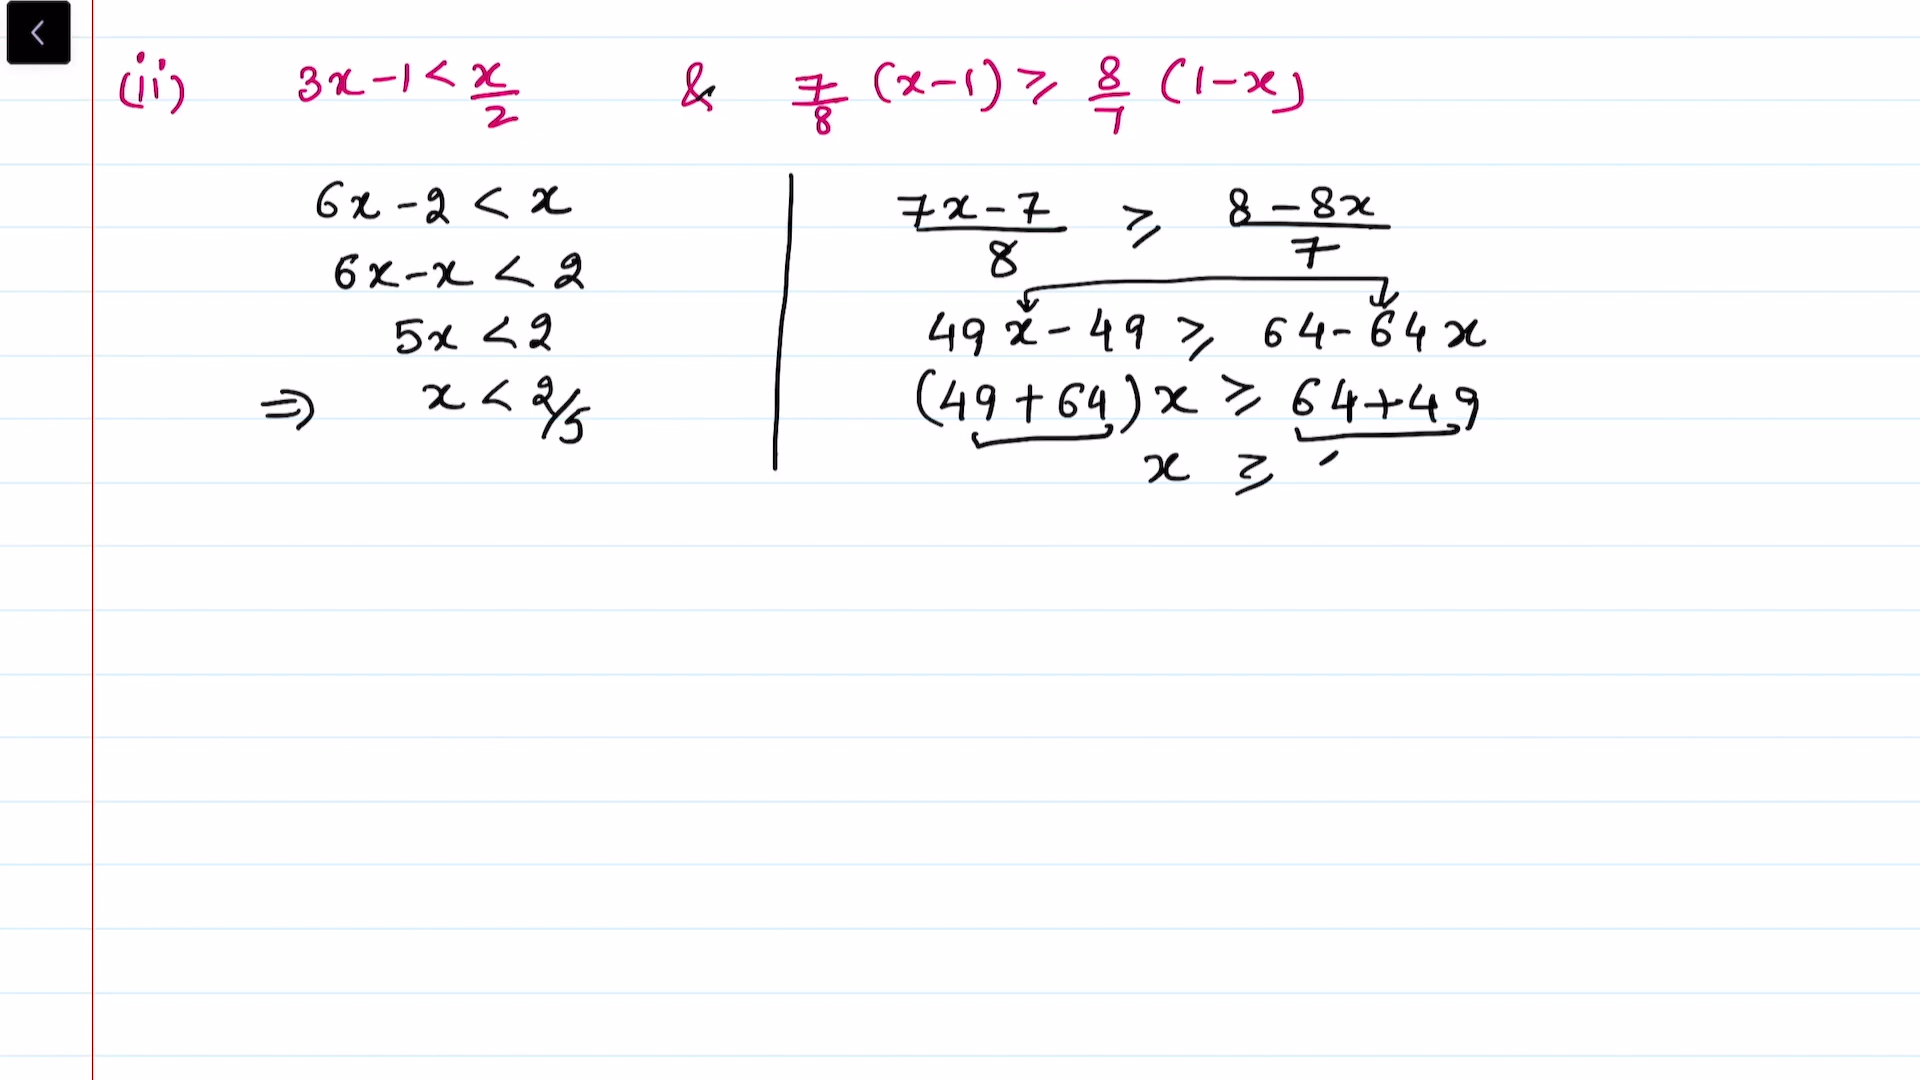 (ii) 3x-1 < x/2 & 7/8 (x-1) ⩾ 8/7 (1-x)
6x-2 < x
6x-x < 2
5x < 2
⇒ x < 2/5
(7x-7)/8 ⩾ (8-8x)/7
49x-49 ⩾ 64-64x
(49+64)x ⩾ 64+49
x ⩾